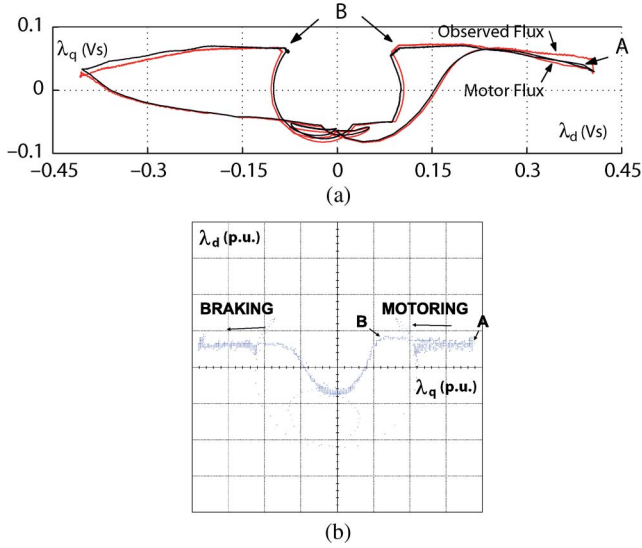 0.1
λq (Vs)
0
−0.1
B
Observed Flux
A
Motor Flux
λd (Vs)
−0.45 −0.3 −0.15 0 0.15 0.3 0.45
(a)
λd (p.u.)
BRAKING
MOTORING
B
A
λq (p.u.)
(b)